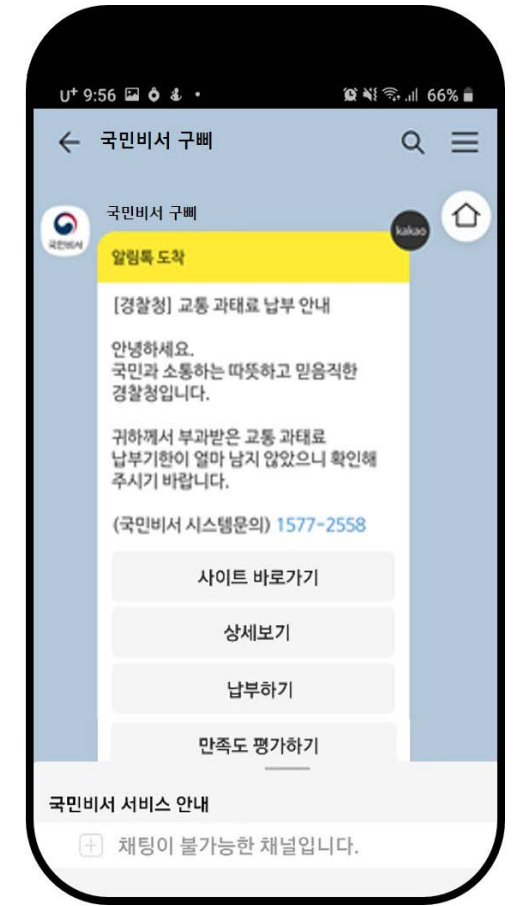 U⁺ 9:56 66%
국민비서 구삐
국민비서 구삐
국민비서
kakao
알림톡 도착
[경찰청] 교통 과태료 납부 안내
안녕하세요.
국민과 소통하는 따뜻하고 믿음직한
경찰청입니다.
귀하께서 부과받은 교통 과태료
납부기한이 얼마 남지 않았으니 확인해
주시기 바랍니다.
(국민비서 시스템문의) 1577-2558
사이트 바로가기
상세보기
납부하기
만족도 평가하기
국민비서 서비스 안내
채팅이 불가능한 채널입니다.